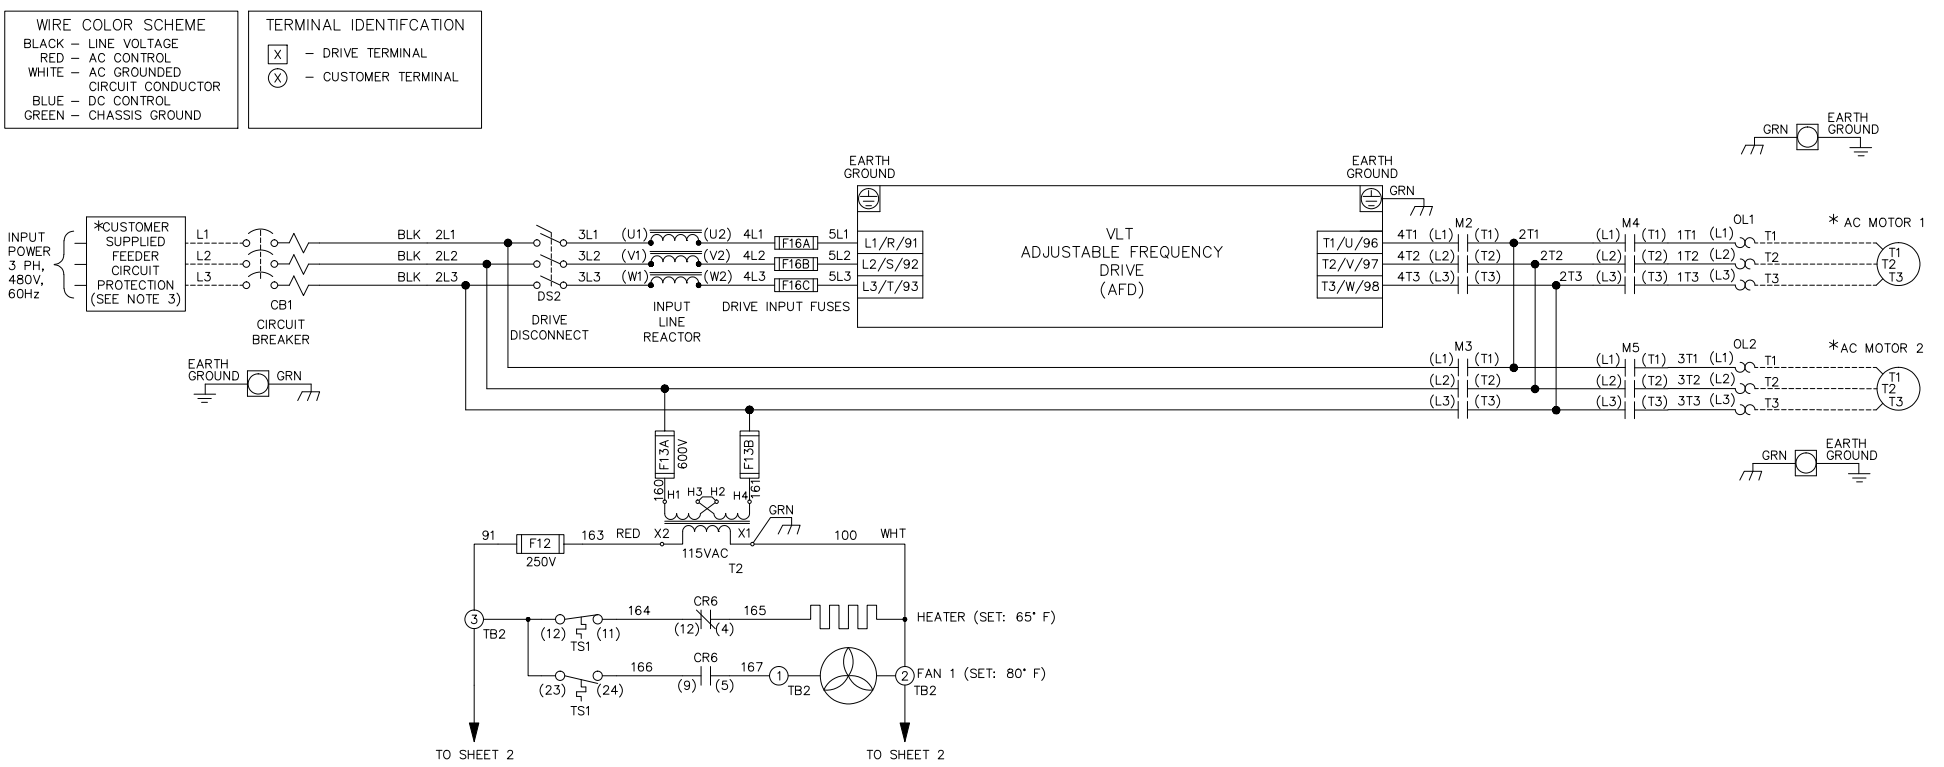 WIRE COLOR SCHEME
BLACK – LINE VOLTAGE
RED – AC CONTROL
WHITE – AC GROUNDED
CIRCUIT CONDUCTOR
BLUE – DC CONTROL
GREEN – CHASSIS GROUND
TERMINAL IDENTIFCATION
X – DRIVE TERMINAL
X – CUSTOMER TERMINAL
INPUT
POWER
3 PH,
480V,
60Hz
*CUSTOMER
SUPPLIED
FEEDER
CIRCUIT
PROTECTION
(SEE NOTE 3)
L1
L2
L3
CB1
CIRCUIT
BREAKER
EARTH
GROUND
GRN
BLK 2L1
BLK 2L2
BLK 2L3
DS2
DRIVE
DISCONNECT
3L1 (U1) (U2) 4L1 F16A 5L1
3L2 (V1) (V2) 4L2 F16B 5L2
3L3 (W1) (W2) 4L3 F16C 5L3
INPUT
LINE
REACTOR
DRIVE INPUT FUSES
EARTH
GROUND
L1/R/91
L2/S/92
L3/T/93
VLT
ADJUSTABLE FREQUENCY
DRIVE
(AFD)
EARTH
GROUND
GRN
T1/U/96
T2/V/97
T3/W/98
M2
4T1 (L1) (T1) 2T1
4T2 (L2) (T2) 2T2
4T3 (L3) (T3) 2T3
M4
OL1
(L1) (T1) 1T1 (L1) T1
(L2) (T2) 1T2 (L2) T2
(L3) (T3) 1T3 (L3) T3
* AC MOTOR 1
T1
T2
T3
GRN
EARTH
GROUND
M3
(L1) (T1)
(L2) (T2)
(L3) (T3)
M5
OL2
(L1) (T1) 3T1 (L1) T1
(L2) (T2) 3T2 (L2) T2
(L3) (T3) 3T3 (L3) T3
*AC MOTOR 2
T1
T2
T3
GRN
EARTH
GROUND
F13A
600V
F13B
160
161
H1 H3 H2 H4
GRN
91 F12 163 RED X2 X1 100 WHT
250V
115VAC
T2
3
TB2
(12) (11)
TS1
164
CR6
(12) (4)
165
HEATER (SET: 65° F)
(23) (24)
TS1
166
CR6
(9) (5)
167
1
TB2
2
TB2
FAN 1 (SET: 80° F)
TO SHEET 2
TO SHEET 2